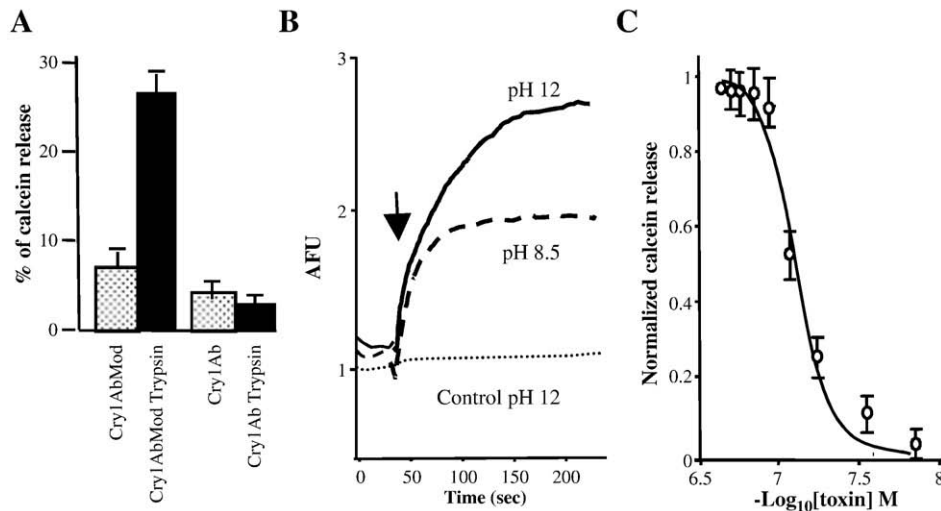 A
% of calcein release
30
20
10
0
Cry1AbMod
Cry1AbMod Trypsin
Cry1Ab
Cry1Ab Trypsin
B
AFU
3
2
1
pH 12
pH 8.5
Control pH 12
0 50 100 150 200
Time (sec)
C
Normalized calcein release
1
0.8
0.6
0.4
0.2
0
6.5 7 7.5 8
-Log10[toxin] M